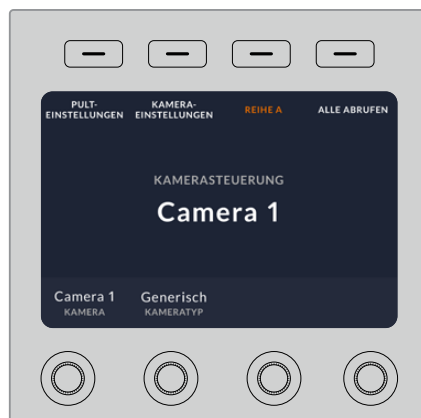 PULT-
EINSTELLUNGEN
KAMERA-
EINSTELLUNGEN
REIHE A
ALLE ABRUFEN
KAMERASTEUERUNG
Camera 1
Camera 1
KAMERA
Generisch
KAMERATYP